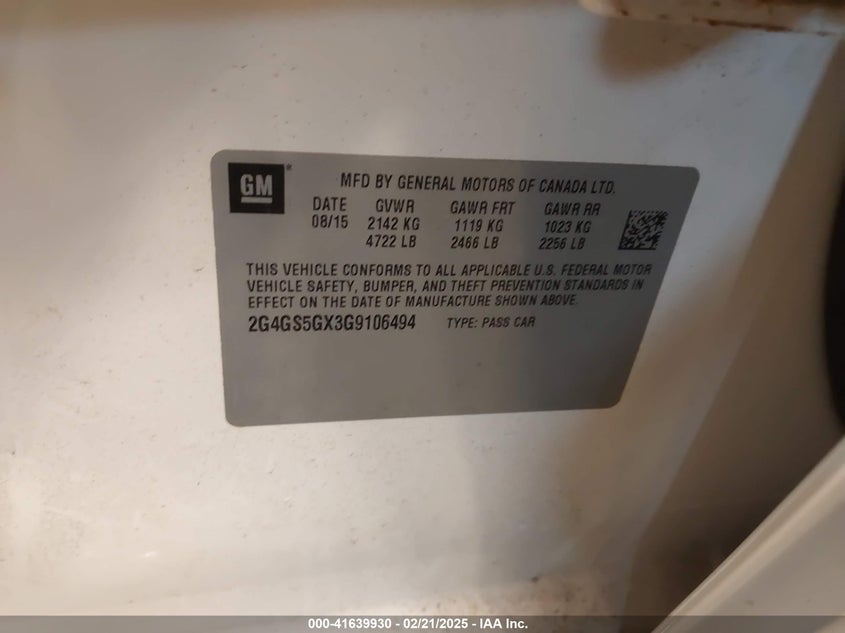 GM
MFD BY GENERAL MOTORS OF CANADA LTD.
DATE GVWR GAWR FRT GAWR RR
08/15 2142 KG 1119 KG 1023 KG
4722 LB 2466 LB 2256 LB
THIS VEHICLE CONFORMS TO ALL APPLICABLE U.S. FEDERAL MOTOR
VEHICLE SAFETY, BUMPER, AND THEFT PREVENTION STANDARDS IN
EFFECT ON THE DATE OF MANUFACTURE SHOWN ABOVE.
2G4GS5GX3G9106494 TYPE: PASS CAR
000-41639930 - 02/21/2025 - IAA Inc.